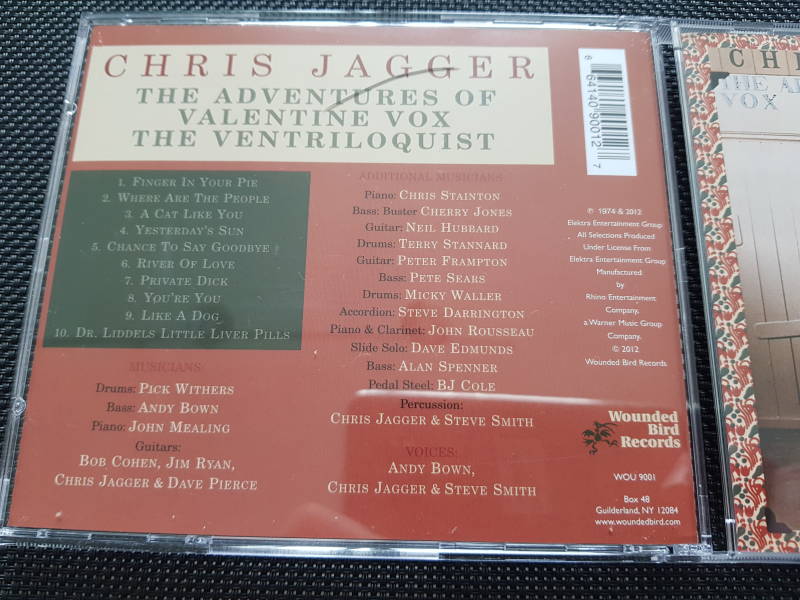 CHRIS JAGGER
THE ADVENTURES OF
VALENTINE VOX
THE VENTRILOQUIST
1. FINGER IN YOUR PIE
2. WHERE ARE THE PEOPLE
3. A CAT LIKE YOU
4. YESTERDAY'S SUN
5. CHANCE TO SAY GOODBYE
6. RIVER OF LOVE
7. PRIVATE DICK
8. YOU'RE YOU
9. LIKE A DOG
10. DR. LIDDELS LITTLE LIVER PILLS
MUSICIANS:
Drums: PICK WITHERS
Bass: ANDY BOWN
Piano: JOHN MEALING
Guitars:
BOB COHEN, JIM RYAN,
CHRIS JAGGER & DAVE PIERCE
ADDITIONAL MUSICIANS:
Piano: CHRIS STAINTON
Bass: Buster CHERRY JONES
Guitar: NEIL HUBBARD
Drums: TERRY STANNARD
Guitar: PETER FRAMPTON
Bass: PETE SEARS
Drums: MICKY WALLER
Accordion: STEVE DARRINGTON
Piano & Clarinet: JOHN ROUSSEAU
Slide Solo: DAVE EDMUNDS
Bass: ALAN SPENNER
Pedal Steel: BJ COLE
Percussion:
CHRIS JAGGER & STEVE SMITH
VOICES:
ANDY BOWN,
CHRIS JAGGER & STEVE SMITH
6 64140 90012 7
℗ 1974 & 2012
Elektra Entertainment Group
All Selections Produced
Under License From
Elektra Entertainment Group
Manufactured
by
Rhino Entertainment
Company,
a Warner Music Group
Company.
© 2012
Wounded Bird Records
Wounded
Bird
Records
WOU 9001
Box 48
Guilderland, NY 12084
www.woundedbird.com
CH
THE A
VOX